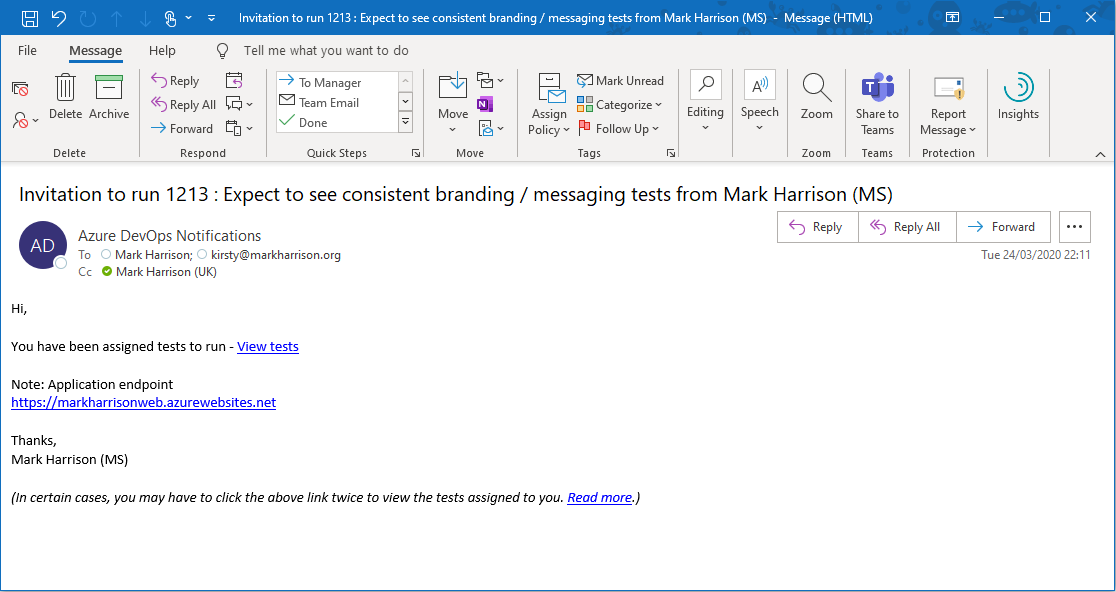 Invitation to run 1213 : Expect to see consistent branding / messaging tests from Mark Harrison (MS) - Message (HTML)
File Message Help Tell me what you want to do
Delete Archive
Delete
Reply
Reply All
Forward
Respond
To Manager
Team Email
Done
Quick Steps
Move
N
Move
Assign Policy
Mark Unread
Categorize
Follow Up
Tags
Editing
A
Speech
Zoom
Zoom
T
Share to Teams
Teams
Report Message
Protection
Insights
Invitation to run 1213 : Expect to see consistent branding / messaging tests from Mark Harrison (MS)
AD
Azure DevOps Notifications
To Mark Harrison; kirsty@markharrison.org
Cc Mark Harrison (UK)
Reply Reply All Forward ...
Tue 24/03/2020 22:11
Hi,
You have been assigned tests to run - View tests
Note: Application endpoint
https://markharrisonweb.azurewebsites.net
Thanks,
Mark Harrison (MS)
(In certain cases, you may have to click the above link twice to view the tests assigned to you. Read more.)